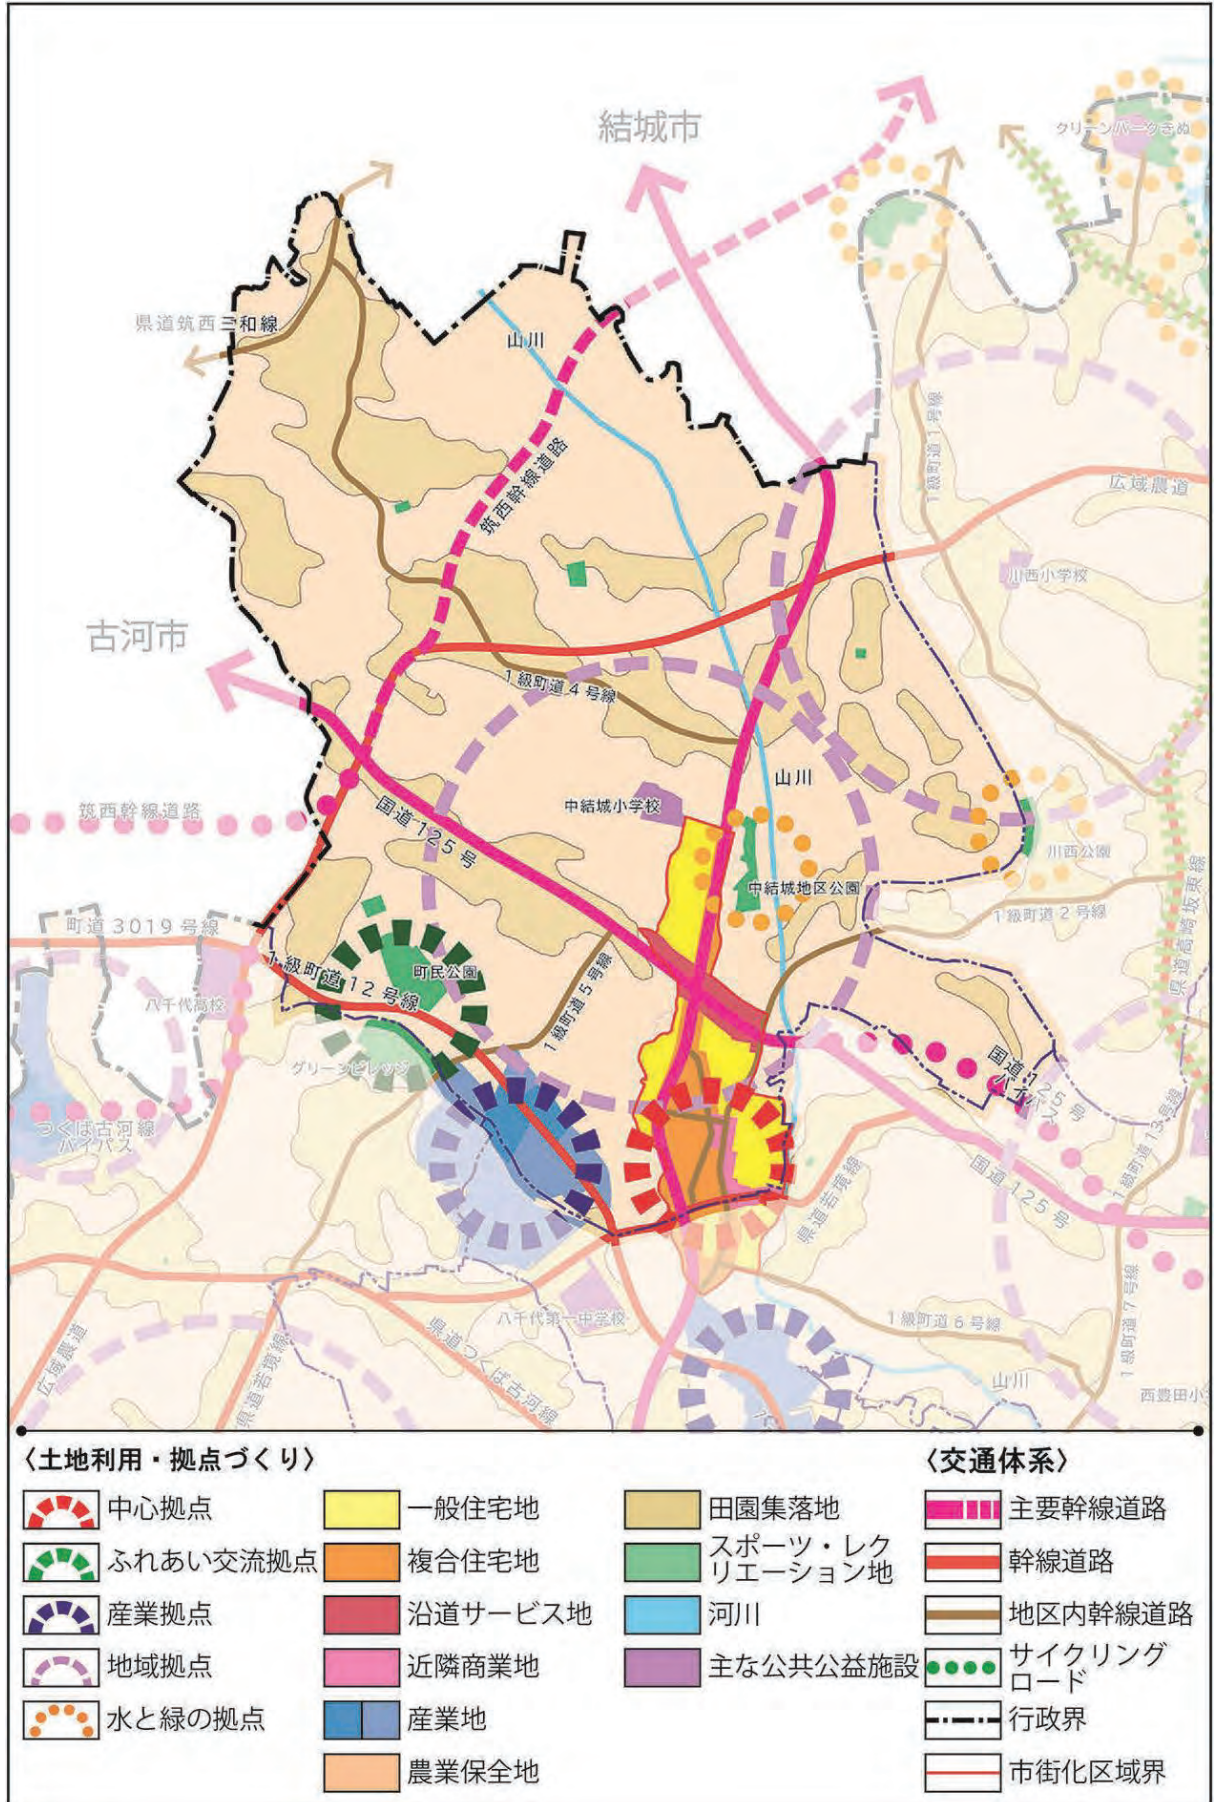 結城市
クリーンパークきぬ
県道筑西三和線
山川
筑西幹線道路
1級町道1号線
広域農道
川西小学校
古河市
1級町道4号線
山川
筑西幹線道路
国道125号
中結城小学校
中結城地区公園
川西公園
県道高崎坂東線
町道3019号線
1級町道2号線
1級町道12号線
町民公園
1級町道5号線
八千代高校
グリーンビレッジ
国道125号
バイパス
つくば古河線
バイパス
1級町道13号線
国道125号
県道若境線
八千代第一中学校
1級町道6号線
1級町道7号線
広域農道
県道若境線
県道つくば古河線
山川
西豊田小
〈土地利用・拠点づくり〉
中心拠点
ふれあい交流拠点
産業拠点
地域拠点
水と緑の拠点
一般住宅地
複合住宅地
沿道サービス地
近隣商業地
産業地
農業保全地
田園集落地
スポーツ・レク
リエーション地
河川
主な公共公益施設
〈交通体系〉
主要幹線道路
幹線道路
地区内幹線道路
サイクリング
ロード
行政界
市街化区域界